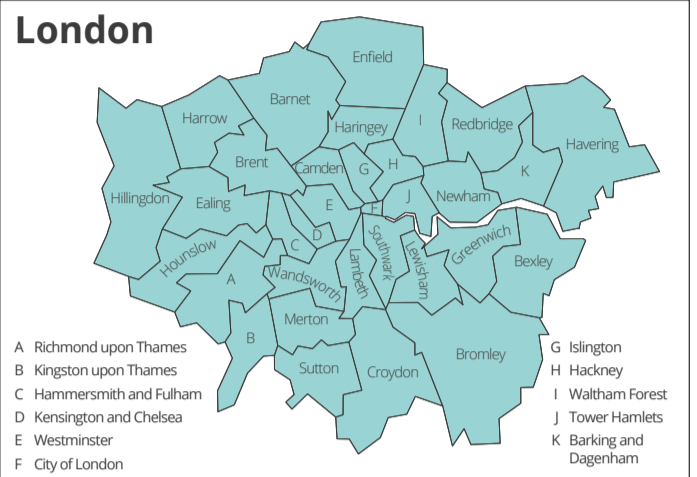 London
Enfield
Barnet
Harrow
Haringey
I
Redbridge
Havering
Brent
Camden
G
H
K
Hillingdon
Ealing
E
F
J
Newham
D
C
Hounslow
A
Wandsworth
Lambeth
Southwark
Lewisham
Greenwich
Bexley
B
Merton
Sutton
Croydon
Bromley
A Richmond upon Thames
B Kingston upon Thames
C Hammersmith and Fulham
D Kensington and Chelsea
E Westminster
F City of London
G Islington
H Hackney
I Waltham Forest
J Tower Hamlets
K Barking and
Dagenham